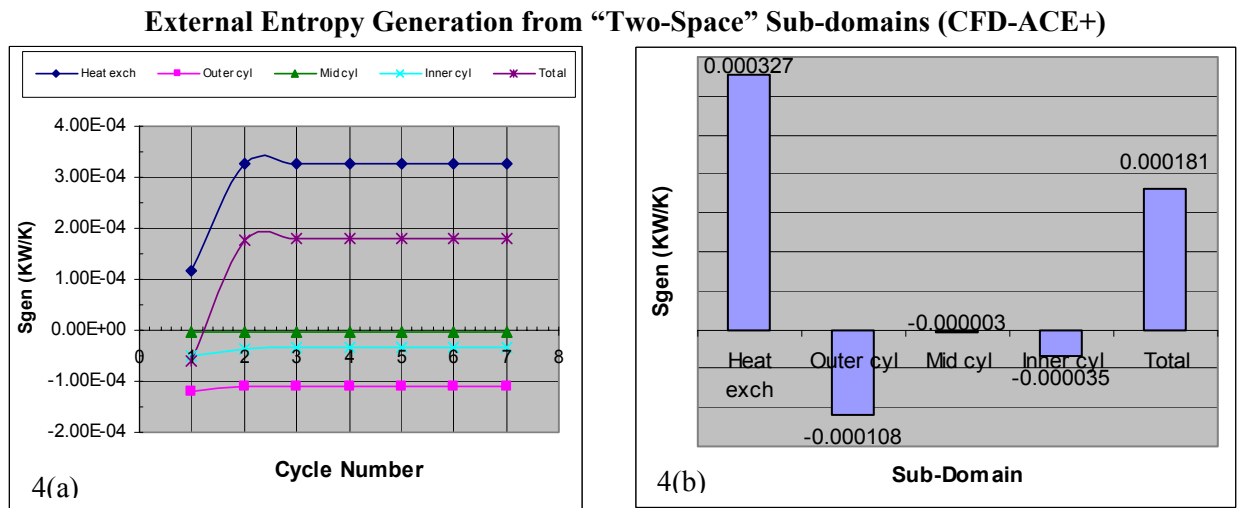 External Entropy Generation from “Two-Space” Sub-domains (CFD-ACE+)
Heat exch Outer cyl Mid cyl Inner cyl Total
4.00E-04
3.00E-04
2.00E-04
1.00E-04
0.00E+00
-1.00E-04
-2.00E-04
0 1 2 3 4 5 6 7 8
Sgen (KW/K)
Cycle Number
4(a)
0.000327
0.000181
-0.000003
Heat exch
Outer cyl
Mid cyl
Inner cyl
Total
-0.000035
-0.000108
Sgen (KW/K)
Sub-Domain
4(b)